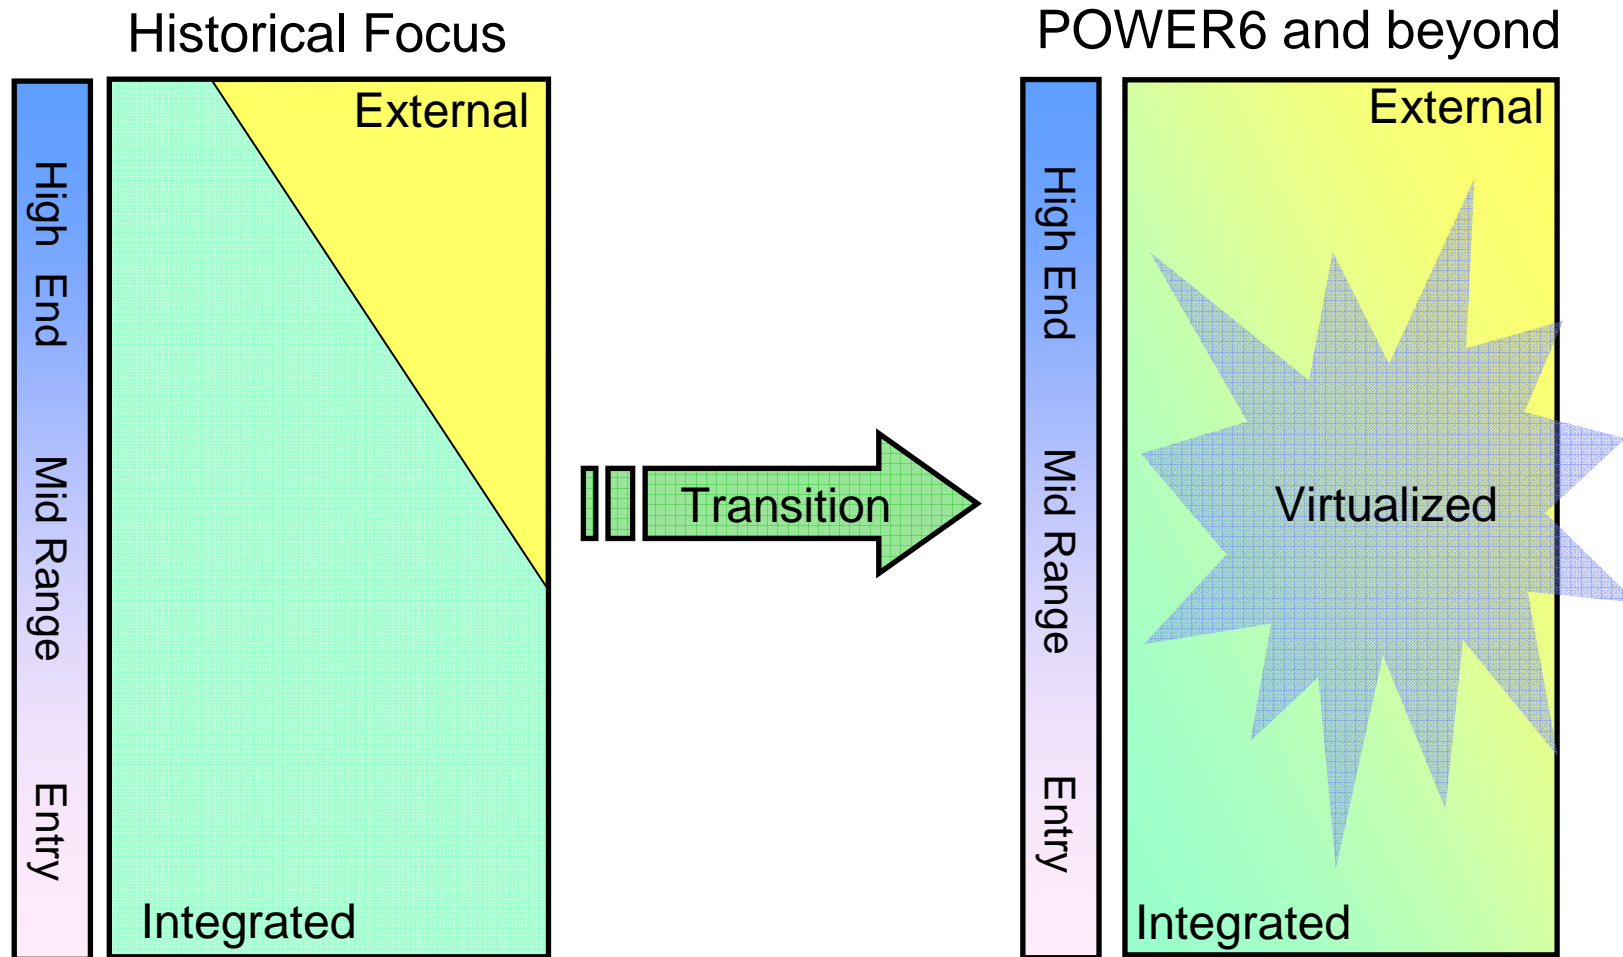 Historical Focus
High End
Mid Range
Entry
External
Integrated
Transition
POWER6 and beyond
High End
Mid Range
Entry
External
Virtualized
Integrated